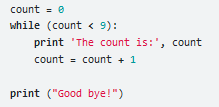 count = 0
while (count < 9):
    print 'The count is:', count
    count = count + 1
print ("Good bye!")